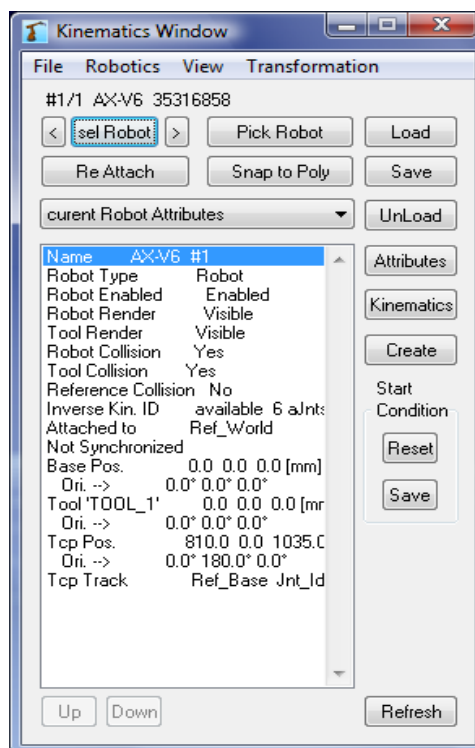 Kinematics Window
File Robotics View Transformation
#1/1 AX-V6 35316858
< sel Robot > Pick Robot Load
Re Attach Snap to Poly Save
curent Robot Attributes UnLoad
Name AX-V6 #1 Attributes
Robot Type Robot
Robot Enabled Enabled
Robot Render Visible Kinematics
Tool Render Visible
Robot Collision Yes Create
Tool Collision Yes
Reference Collision No Start
Inverse Kin. ID available 6 aJnts Condition
Attached to Ref_World
Not Synchronized Reset
Base Pos. 0.0 0.0 0.0 [mm]
Ori. --> 0.0° 0.0° 0.0°
Tool 'TOOL_1' 0.0 0.0 0.0 [mr Save
Ori. --> 0.0° 0.0° 0.0°
Tcp Pos. 810.0 0.0 1035.0
Ori. --> 0.0° 180.0° 0.0°
Tcp Track Ref_Base Jnt_Id
Up Down Refresh